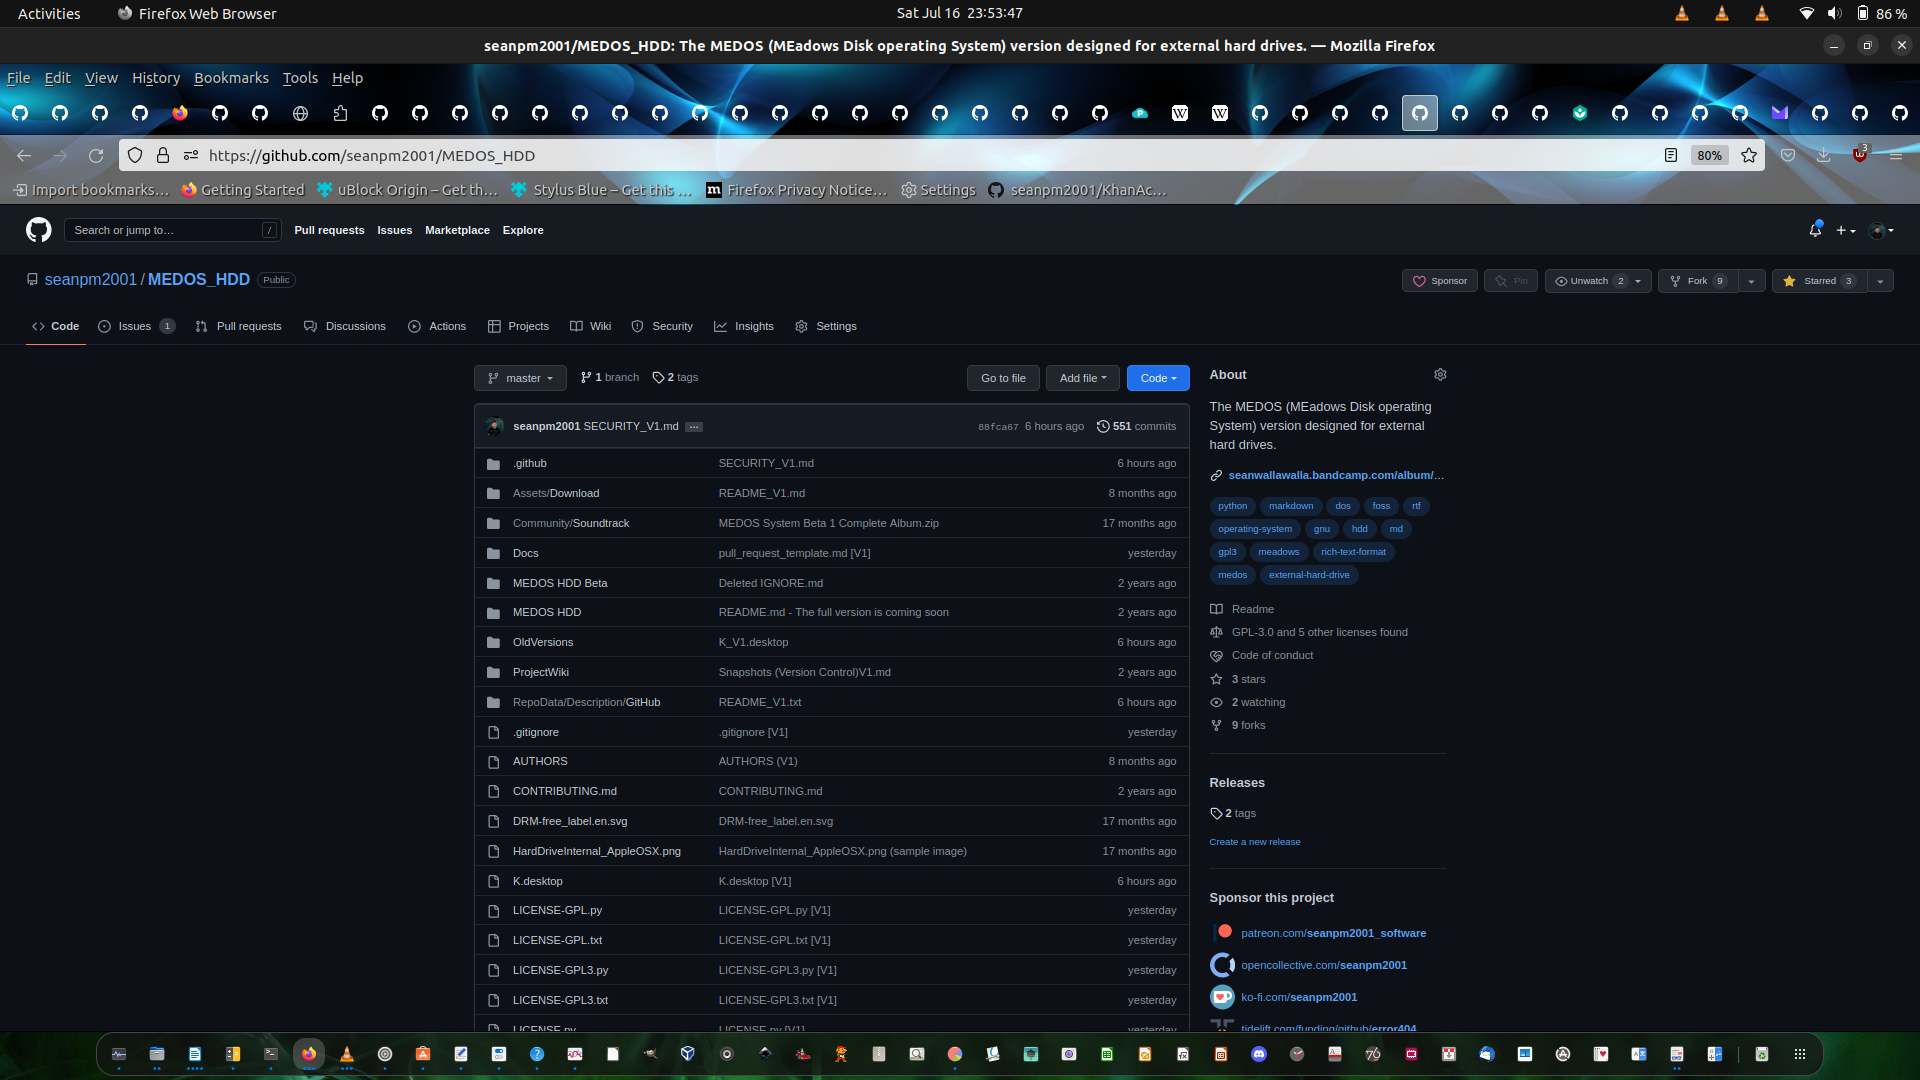 Activities Firefox Web Browser Sat Jul 16 23:53:47 86 %
seanpm2001/MEDOS_HDD: The MEDOS (MEadows Disk operating System) version designed for external hard drives. — Mozilla Firefox
File Edit View History Bookmarks Tools Help
https://github.com/seanpm2001/MEDOS_HDD 80% 3
Import bookmarks... Getting Started uBlock Origin – Get th... Stylus Blue – Get this ... Firefox Privacy Notice... Settings seanpm2001/KhanAc...
Search or jump to... / Pull requests Issues Marketplace Explore
seanpm2001 / MEDOS_HDD Public Sponsor Pin Unwatch 2 Fork 9 Starred 3
Code Issues 1 Pull requests Discussions Actions Projects Wiki Security Insights Settings
master 1 branch 2 tags Go to file Add file Code
seanpm2001 SECURITY_V1.md ... 88fca67 6 hours ago 551 commits
.github SECURITY_V1.md 6 hours ago
Assets/Download README_V1.md 8 months ago
Community/Soundtrack MEDOS System Beta 1 Complete Album.zip 17 months ago
Docs pull_request_template.md [V1] yesterday
MEDOS HDD Beta Deleted IGNORE.md 2 years ago
MEDOS HDD README.md - The full version is coming soon 2 years ago
OldVersions K_V1.desktop 6 hours ago
ProjectWiki Snapshots (Version Control)V1.md 2 years ago
RepoData/Description/GitHub README_V1.txt 6 hours ago
.gitignore .gitignore [V1] yesterday
AUTHORS AUTHORS (V1) 8 months ago
CONTRIBUTING.md CONTRIBUTING.md 2 years ago
DRM-free_label.en.svg DRM-free_label.en.svg 17 months ago
HardDriveInternal_AppleOSX.png HardDriveInternal_AppleOSX.png (sample image) 17 months ago
K.desktop K.desktop [V1] 6 hours ago
LICENSE-GPL.py LICENSE-GPL.py [V1] yesterday
LICENSE-GPL.txt LICENSE-GPL.txt [V1] yesterday
LICENSE-GPL3.py LICENSE-GPL3.py [V1] yesterday
LICENSE-GPL3.txt LICENSE-GPL3.txt [V1] yesterday
LICENSE.py LICENSE.py [V1] yesterday
About
The MEDOS (MEadows Disk operating
System) version designed for external
hard drives.
seanwallawalla.bandcamp.com/album/...
python markdown dos foss rtf
operating-system gnu hdd md
gpl3 meadows rich-text-format
medos external-hard-drive
Readme
GPL-3.0 and 5 other licenses found
Code of conduct
3 stars
2 watching
9 forks
Releases
2 tags
Create a new release
Sponsor this project
patreon.com/seanpm2001_software
opencollective.com/seanpm2001
ko-fi.com/seanpm2001
tidelift.com/funding/github/error404